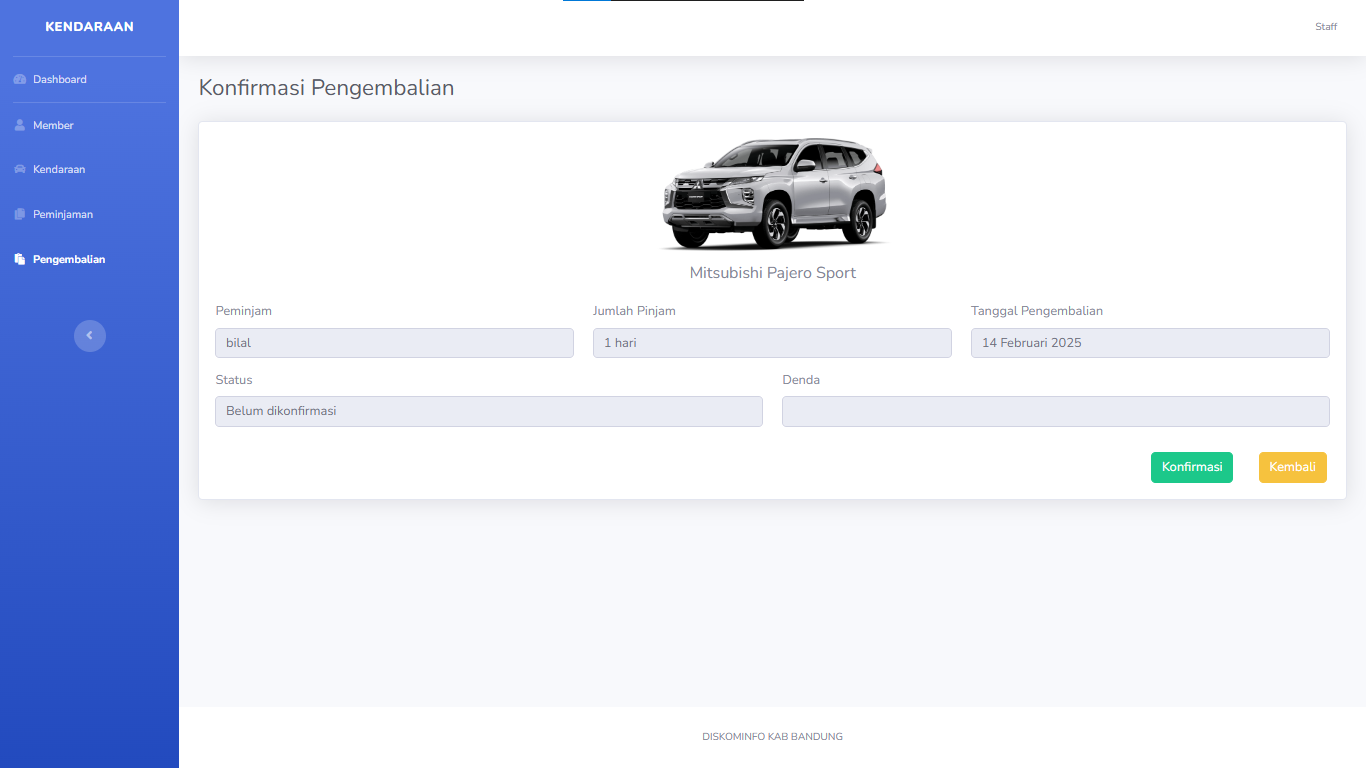 KENDARAAN
Staff
Dashboard
Member
Kendaraan
Peminjaman
Pengembalian
Konfirmasi Pengembalian
Mitsubishi Pajero Sport
Peminjam
Jumlah Pinjam
Tanggal Pengembalian
bilal
1 hari
14 Februari 2025
Status
Denda
Belum dikonfirmasi
Konfirmasi
Kembali
DISKOMINFO KAB BANDUNG